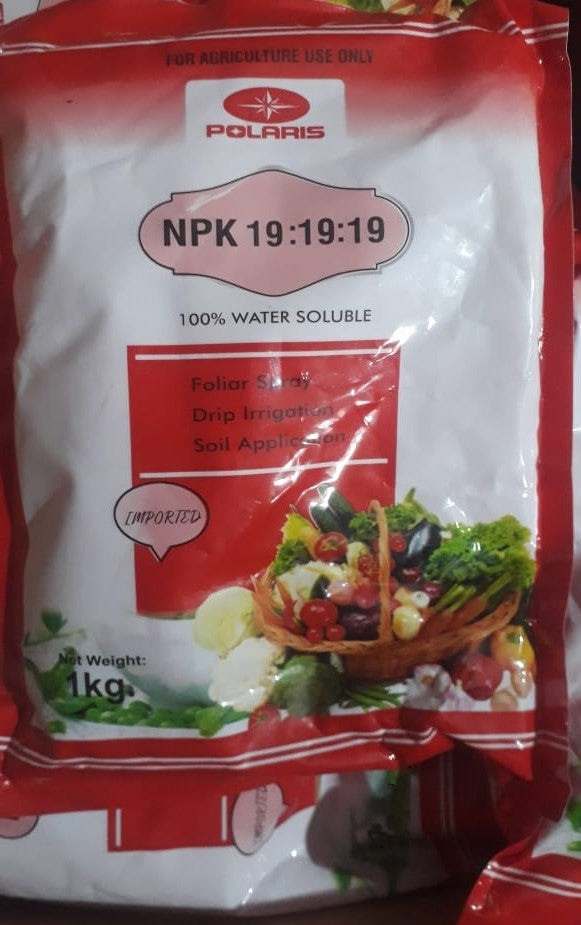 FOR AGRICULTURE USE ONLY
POLARIS
NPK 19:19:19
100% WATER SOLUBLE
Foliar Spray
Drip Irrigation
Soil Application
IMPORTED
Net Weight:
1kg.
IMPORTED